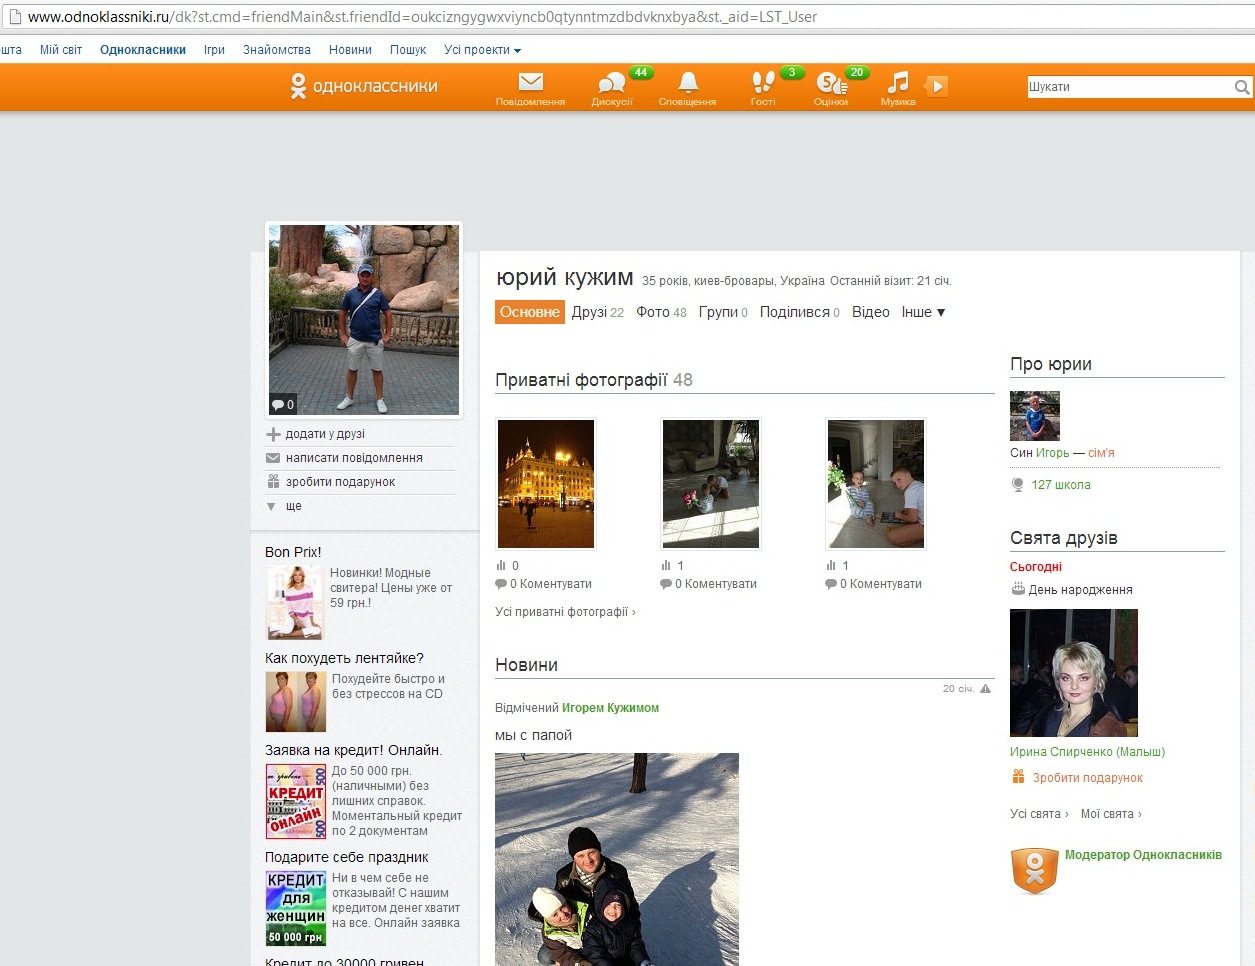 www.odnoklassniki.ru/dk?st.cmd=friendMain&st.friendId=oukcizngygwxviyncb0qtynntmzdbdvknxbya&st._aid=LST_User
шта Мій світ Однокласники Ігри Знайомства Новини Пошук Усі проекти
одноклассники
44 3 5 20
Повідомлення Дискусії Сповіщення Гості Оцінки Музика
Шукати
юрий кужим 35 років, киев-бровары, Україна Останній візит: 21 січ.
Основне Друзі 22 Фото 48 Групи 0 Поділився 0 Відео Інше
0
додати у друзі
написати повідомлення
зробити подарунок
ще
Bon Prix!
Новинки! Модные
свитера! Цены уже от
59 грн.!
Как похудеть лентяйке?
Похудейте быстро и
без стрессов на CD
Заявка на кредит! Онлайн.
КРЕДИТ
онлайн
500
500
До 50 000 грн.
(наличными) без
лишних справок.
Моментальный кредит
по 2 документам
Подарите себе праздник
КРЕДИТ
для
женщин
50 000 грн
Ни в чем себе не
отказывай! С нашим
кредитом денег хватит
на все. Онлайн заявка
Кредит до 30000 гривен
Приватні фотографії 48
0 1 1
0 Коментувати 0 Коментувати 0 Коментувати
Усі приватні фотографії ›
Новини
20 січ.
Відмічений Игорем Кужимом
мы с папой
Про юрии
Син Игорь — сім'я
127 школа
Свята друзів
Сьогодні
День народження
Ирина Спирченко (Малыш)
Зробити подарунок
Усі свята › Мої свята ›
Модератор Однокласників